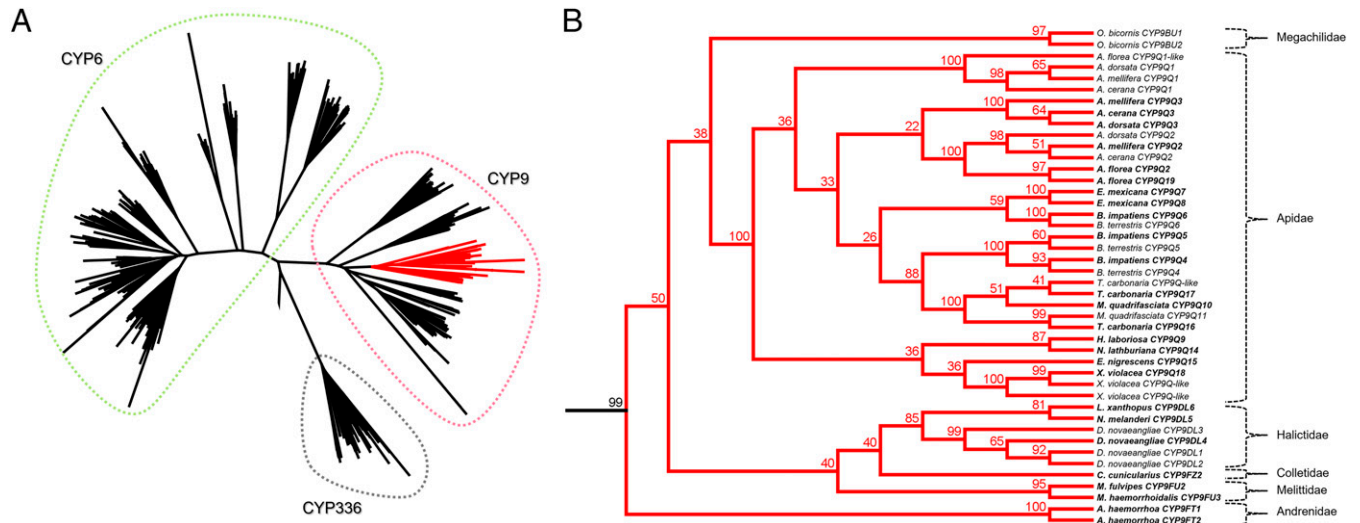 A
CYP6
CYP9
CYP336
B
99
50
38
97
100
36
100
98
65
33
22
100
64
100
98
51
97
26
59
100
100
88
100
60
93
100
51
41
99
36
87
36
100
99
40
40
85
81
99
65
92
95
100
O. bicornis CYP9BU1
O. bicornis CYP9BU2
A. florea CYP9Q1-like
A. dorsata CYP9Q1
A. mellifera CYP9Q1
A. cerana CYP9Q1
A. mellifera CYP9Q3
A. cerana CYP9Q3
A. dorsata CYP9Q3
A. dorsata CYP9Q2
A. mellifera CYP9Q2
A. cerana CYP9Q2
A. florea CYP9Q2
A. florea CYP9Q19
E. mexicana CYP9Q7
E. mexicana CYP9Q8
B. impatiens CYP9Q6
B. terrestris CYP9Q6
B. impatiens CYP9Q5
B. terrestris CYP9Q5
B. impatiens CYP9Q4
B. terrestris CYP9Q4
T. carbonaria CYP9Q-like
T. carbonaria CYP9Q17
M. quadrifasciata CYP9Q10
M. quadrifasciata CYP9Q11
T. carbonaria CYP9Q16
H. laboriosa CYP9Q9
N. lathburiana CYP9Q14
E. nigrescens CYP9Q15
X. violacea CYP9Q18
X. violacea CYP9Q-like
X. violacea CYP9Q-like
L. xanthopus CYP9DL6
N. melanderi CYP9DL5
D. novaeangliae CYP9DL3
D. novaeangliae CYP9DL4
D. novaeangliae CYP9DL1
D. novaeangliae CYP9DL2
C. cunicularius CYP9FZ2
M. fulvipes CYP9FU2
M. haemorrhoidalis CYP9FU3
A. haemorrhoa CYP9FT1
A. haemorrhoa CYP9FT2
Megachilidae
Apidae
Halictidae
Colletidae
Melittidae
Andrenidae